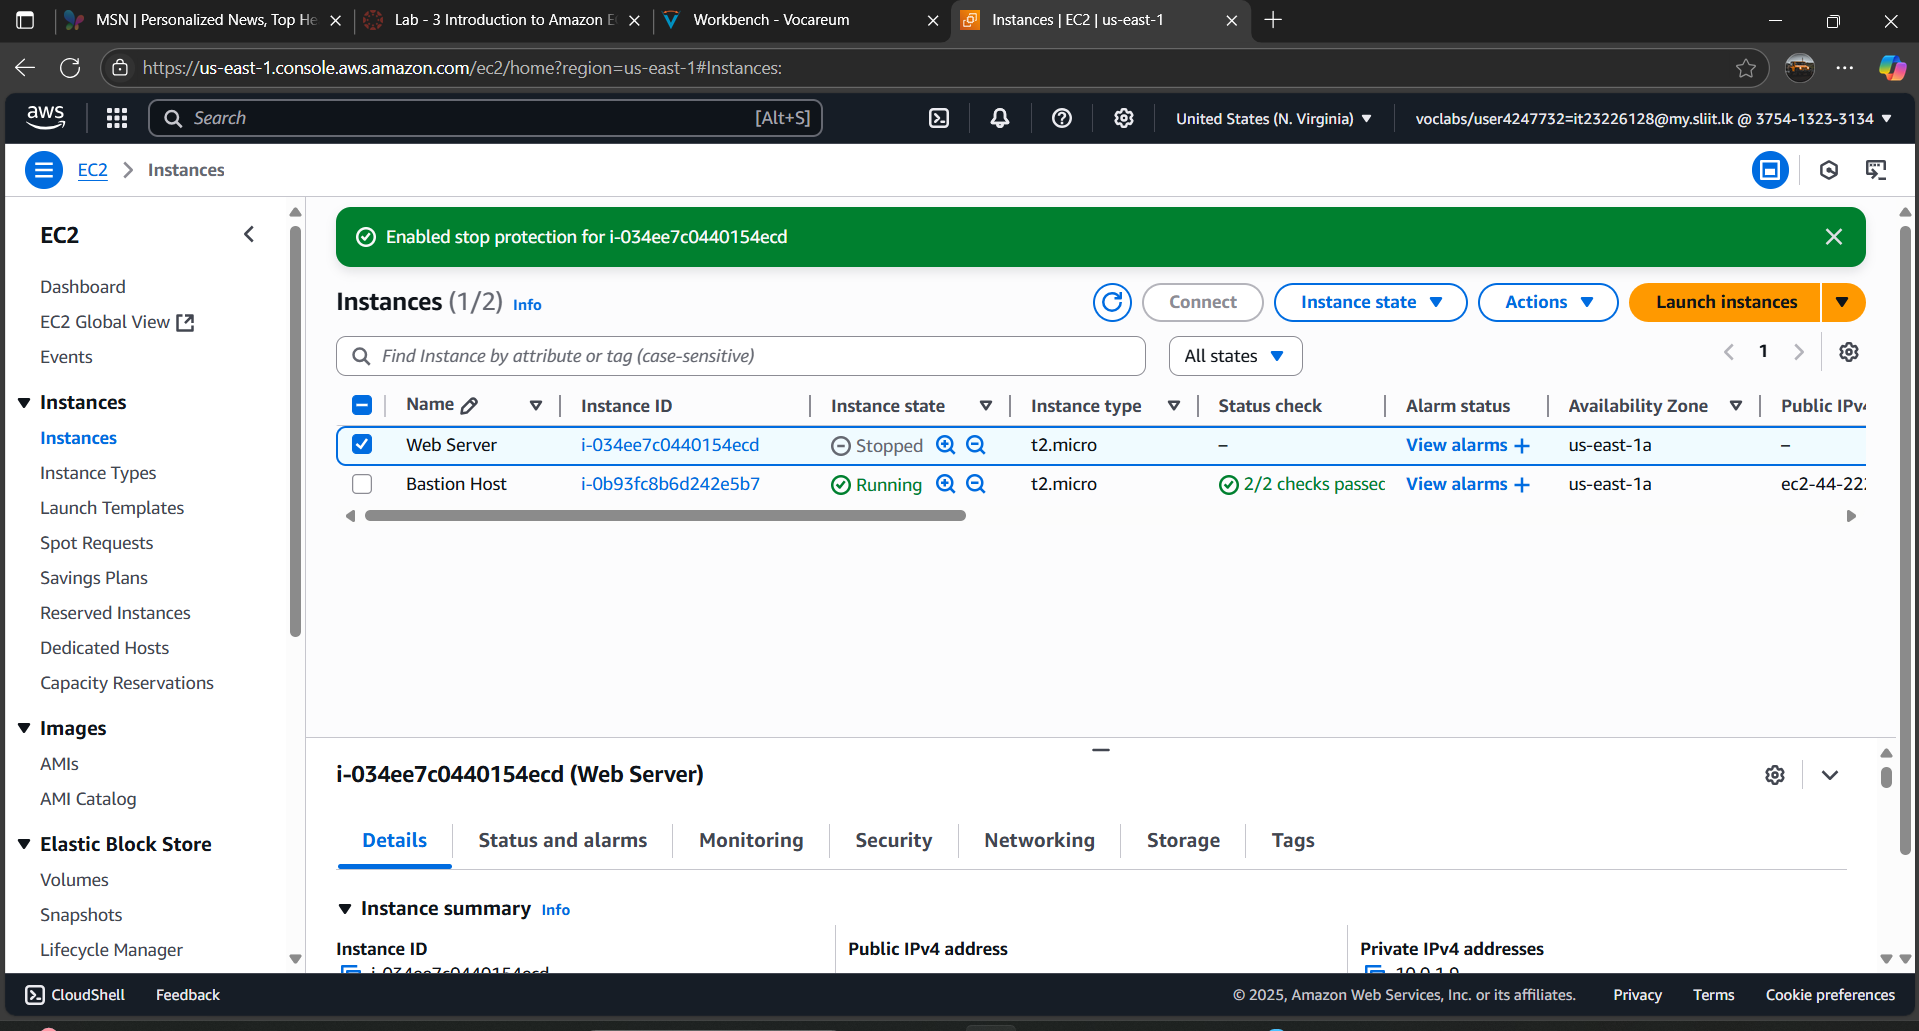 MSN | Personalized News, Top He
Lab - 3 Introduction to Amazon E
Workbench - Vocareum
Instances | EC2 | us-east-1
https://us-east-1.console.aws.amazon.com/ec2/home?region=us-east-1#Instances:
aws
Search
[Alt+S]
United States (N. Virginia)
voclabs/user4247732=it23226128@my.sliit.lk @ 3754-1323-3134
EC2 > Instances
EC2
Dashboard
EC2 Global View
Events
Instances
Instances
Instance Types
Launch Templates
Spot Requests
Savings Plans
Reserved Instances
Dedicated Hosts
Capacity Reservations
Images
AMIs
AMI Catalog
Elastic Block Store
Volumes
Snapshots
Lifecycle Manager
Enabled stop protection for i-034ee7c0440154ecd
Instances (1/2) Info
Connect
Instance state
Actions
Launch instances
Find Instance by attribute or tag (case-sensitive)
All states
1
Name Instance ID Instance state Instance type Status check Alarm status Availability Zone Public IPv4
Web Server i-034ee7c0440154ecd Stopped t2.micro – View alarms + us-east-1a –
Bastion Host i-0b93fc8b6d242e5b7 Running t2.micro 2/2 checks passed View alarms + us-east-1a ec2-44-222
i-034ee7c0440154ecd (Web Server)
Details Status and alarms Monitoring Security Networking Storage Tags
Instance summary Info
Instance ID Public IPv4 address Private IPv4 addresses
i-034ee7c0440154ecd 10.0.1.9
CloudShell Feedback © 2025, Amazon Web Services, Inc. or its affiliates. Privacy Terms Cookie preferences